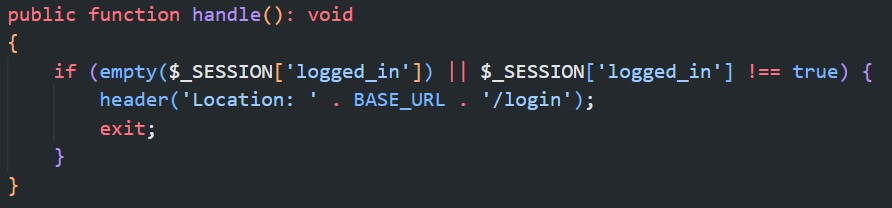 public function handle(): void
{
if (empty($_SESSION['logged_in']) || $_SESSION['logged_in'] !== true) {
header('Location: ' . BASE_URL . '/login');
exit;
}
}